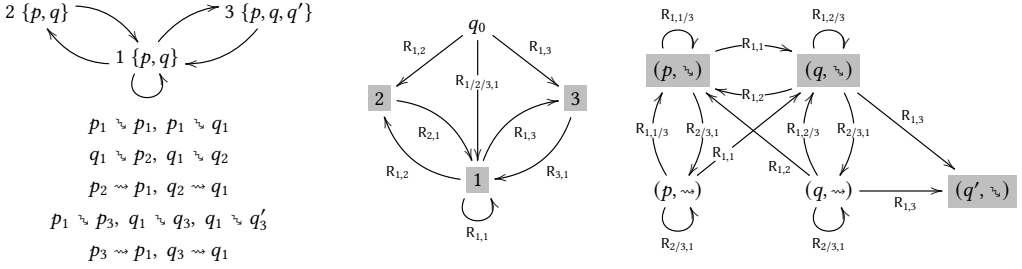 2 {p, q}
3 {p, q, q′}
1 {p, q}
p₁ ↘ p₁, p₁ ↘ q₁
q₁ ↘ p₂, q₁ ↘ q₂
p₂ ⇝ p₁, q₂ ⇝ q₁
p₁ ↘ p₃, q₁ ↘ q₃, q₁ ↘ q′₃
p₃ ⇝ p₁, q₃ ⇝ q₁
q₀
R₁,₂
R₁,₃
R₁/₂/₃,₁
2
3
R₂,₁
R₁,₃
R₁,₂
R₃,₁
1
R₁,₁
R₁,₁/₃
R₁,₂/₃
R₁,₁
(p, ↘)
(q, ↘)
R₁,₂
R₁,₃
R₁,₁/₃
R₂/₃,₁
R₁,₂/₃
R₂/₃,₁
R₁,₁
R₁,₂
(p, ⇝)
(q, ⇝)
R₁,₃
(q′, ↘)
R₂/₃,₁
R₂/₃,₁